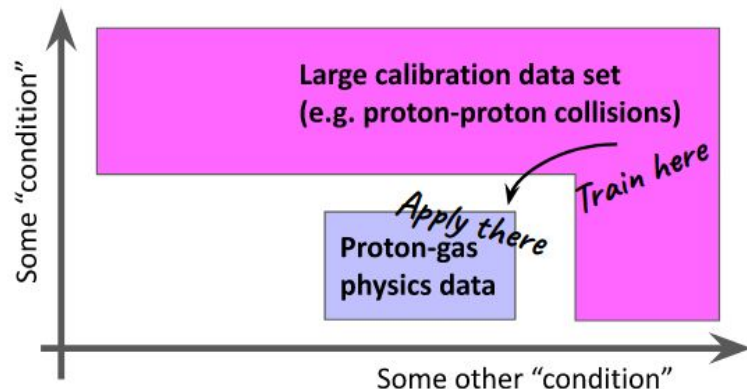 Large calibration data set
(e.g. proton-proton collisions)
Train here
Apply there
Proton-gas
physics data
Some “condition”
Some other “condition”